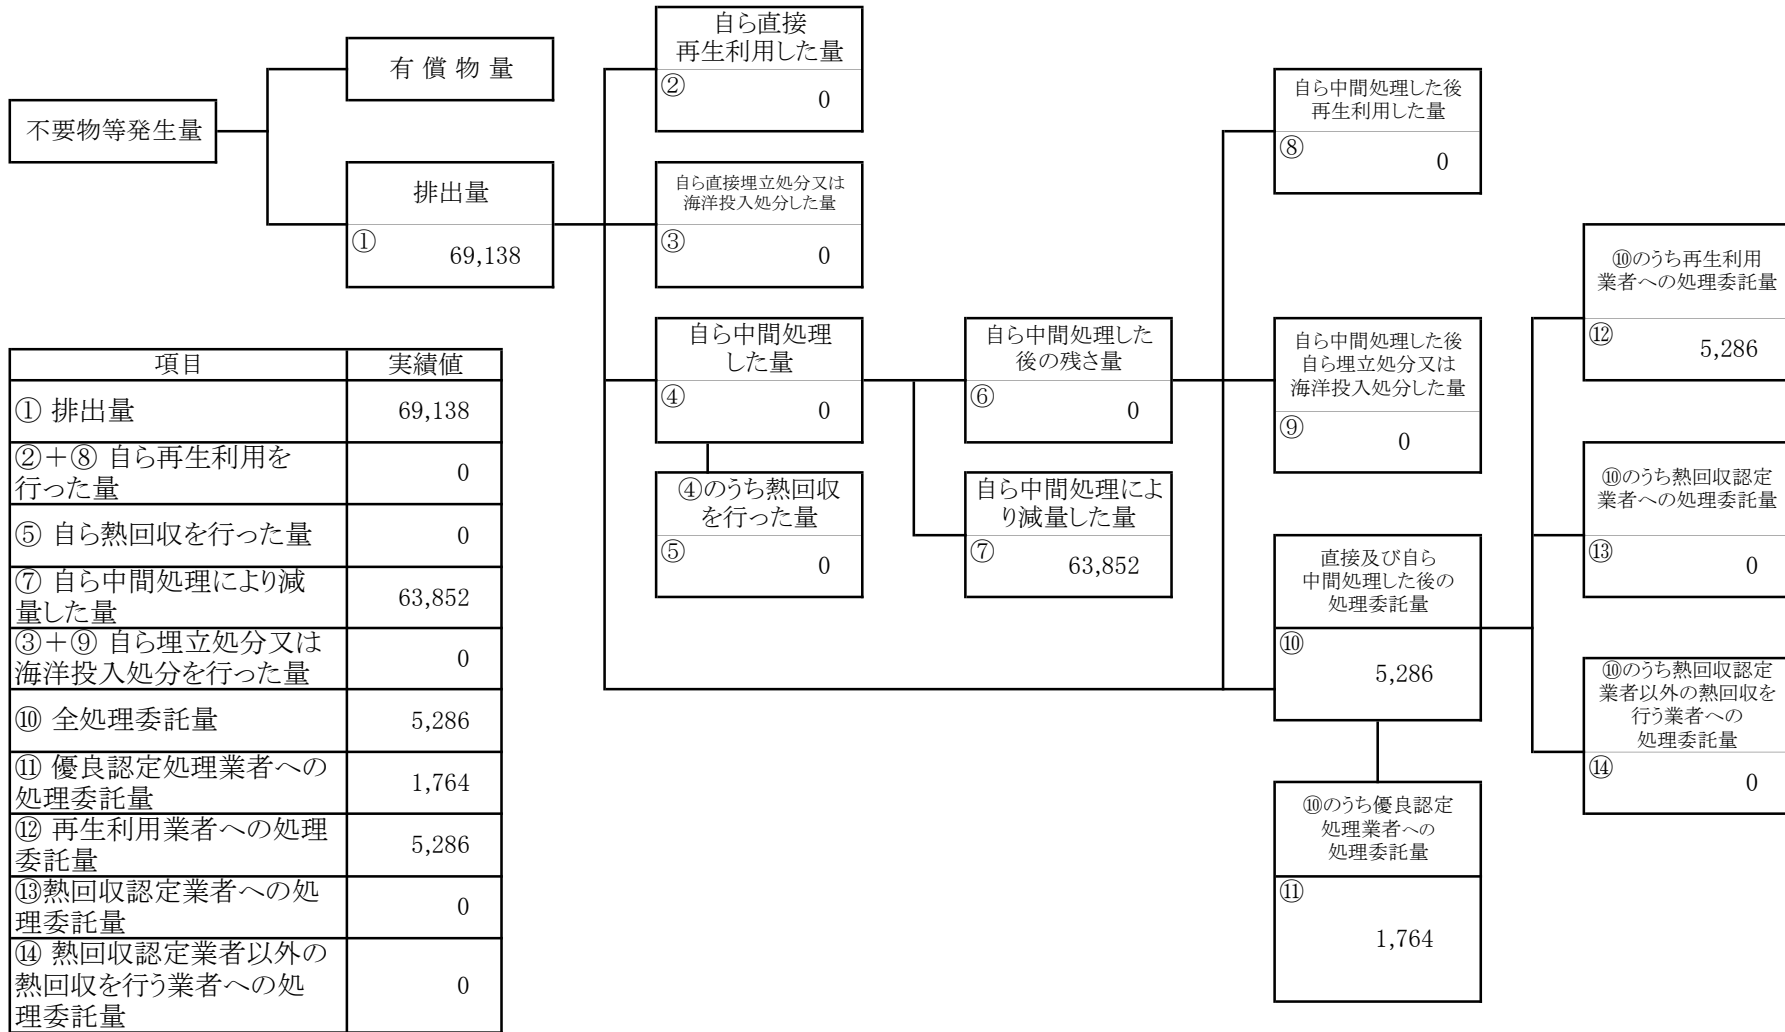 不要物等発生量
有償物量
排出量
①
69,138
自ら直接
再生利用した量
②
0
自ら直接埋立処分又は
海洋投入処分した量
③
0
自ら中間処理
した量
④
0
④のうち熱回収
を行った量
⑤
0
自ら中間処理した
後の残さ量
⑥
0
自ら中間処理によ
り減量した量
⑦
63,852
自ら中間処理した後
再生利用した量
⑧
0
自ら中間処理した後
自ら埋立処分又は
海洋投入処分した量
⑨
0
直接及び自ら
中間処理した後の
処理委託量
⑩
5,286
⑩のうち優良認定
処理業者への
処理委託量
⑪
1,764
⑩のうち再生利用
業者への処理委託量
⑫
5,286
⑩のうち熱回収認定
業者への処理委託量
⑬
0
⑩のうち熱回収認定
業者以外の熱回収を
行う業者への
処理委託量
⑭
0
項目 実績値
① 排出量 69,138
②+⑧ 自ら再生利用を
行った量 0
⑤ 自ら熱回収を行った量 0
⑦ 自ら中間処理により減
量した量 63,852
③+⑨ 自ら埋立処分又は
海洋投入処分を行った量 0
⑩ 全処理委託量 5,286
⑪ 優良認定処理業者への
処理委託量 1,764
⑫ 再生利用業者への処理
委託量 5,286
⑬熱回収認定業者への処
理委託量 0
⑭ 熱回収認定業者以外の
熱回収を行う業者への処
理委託量 0